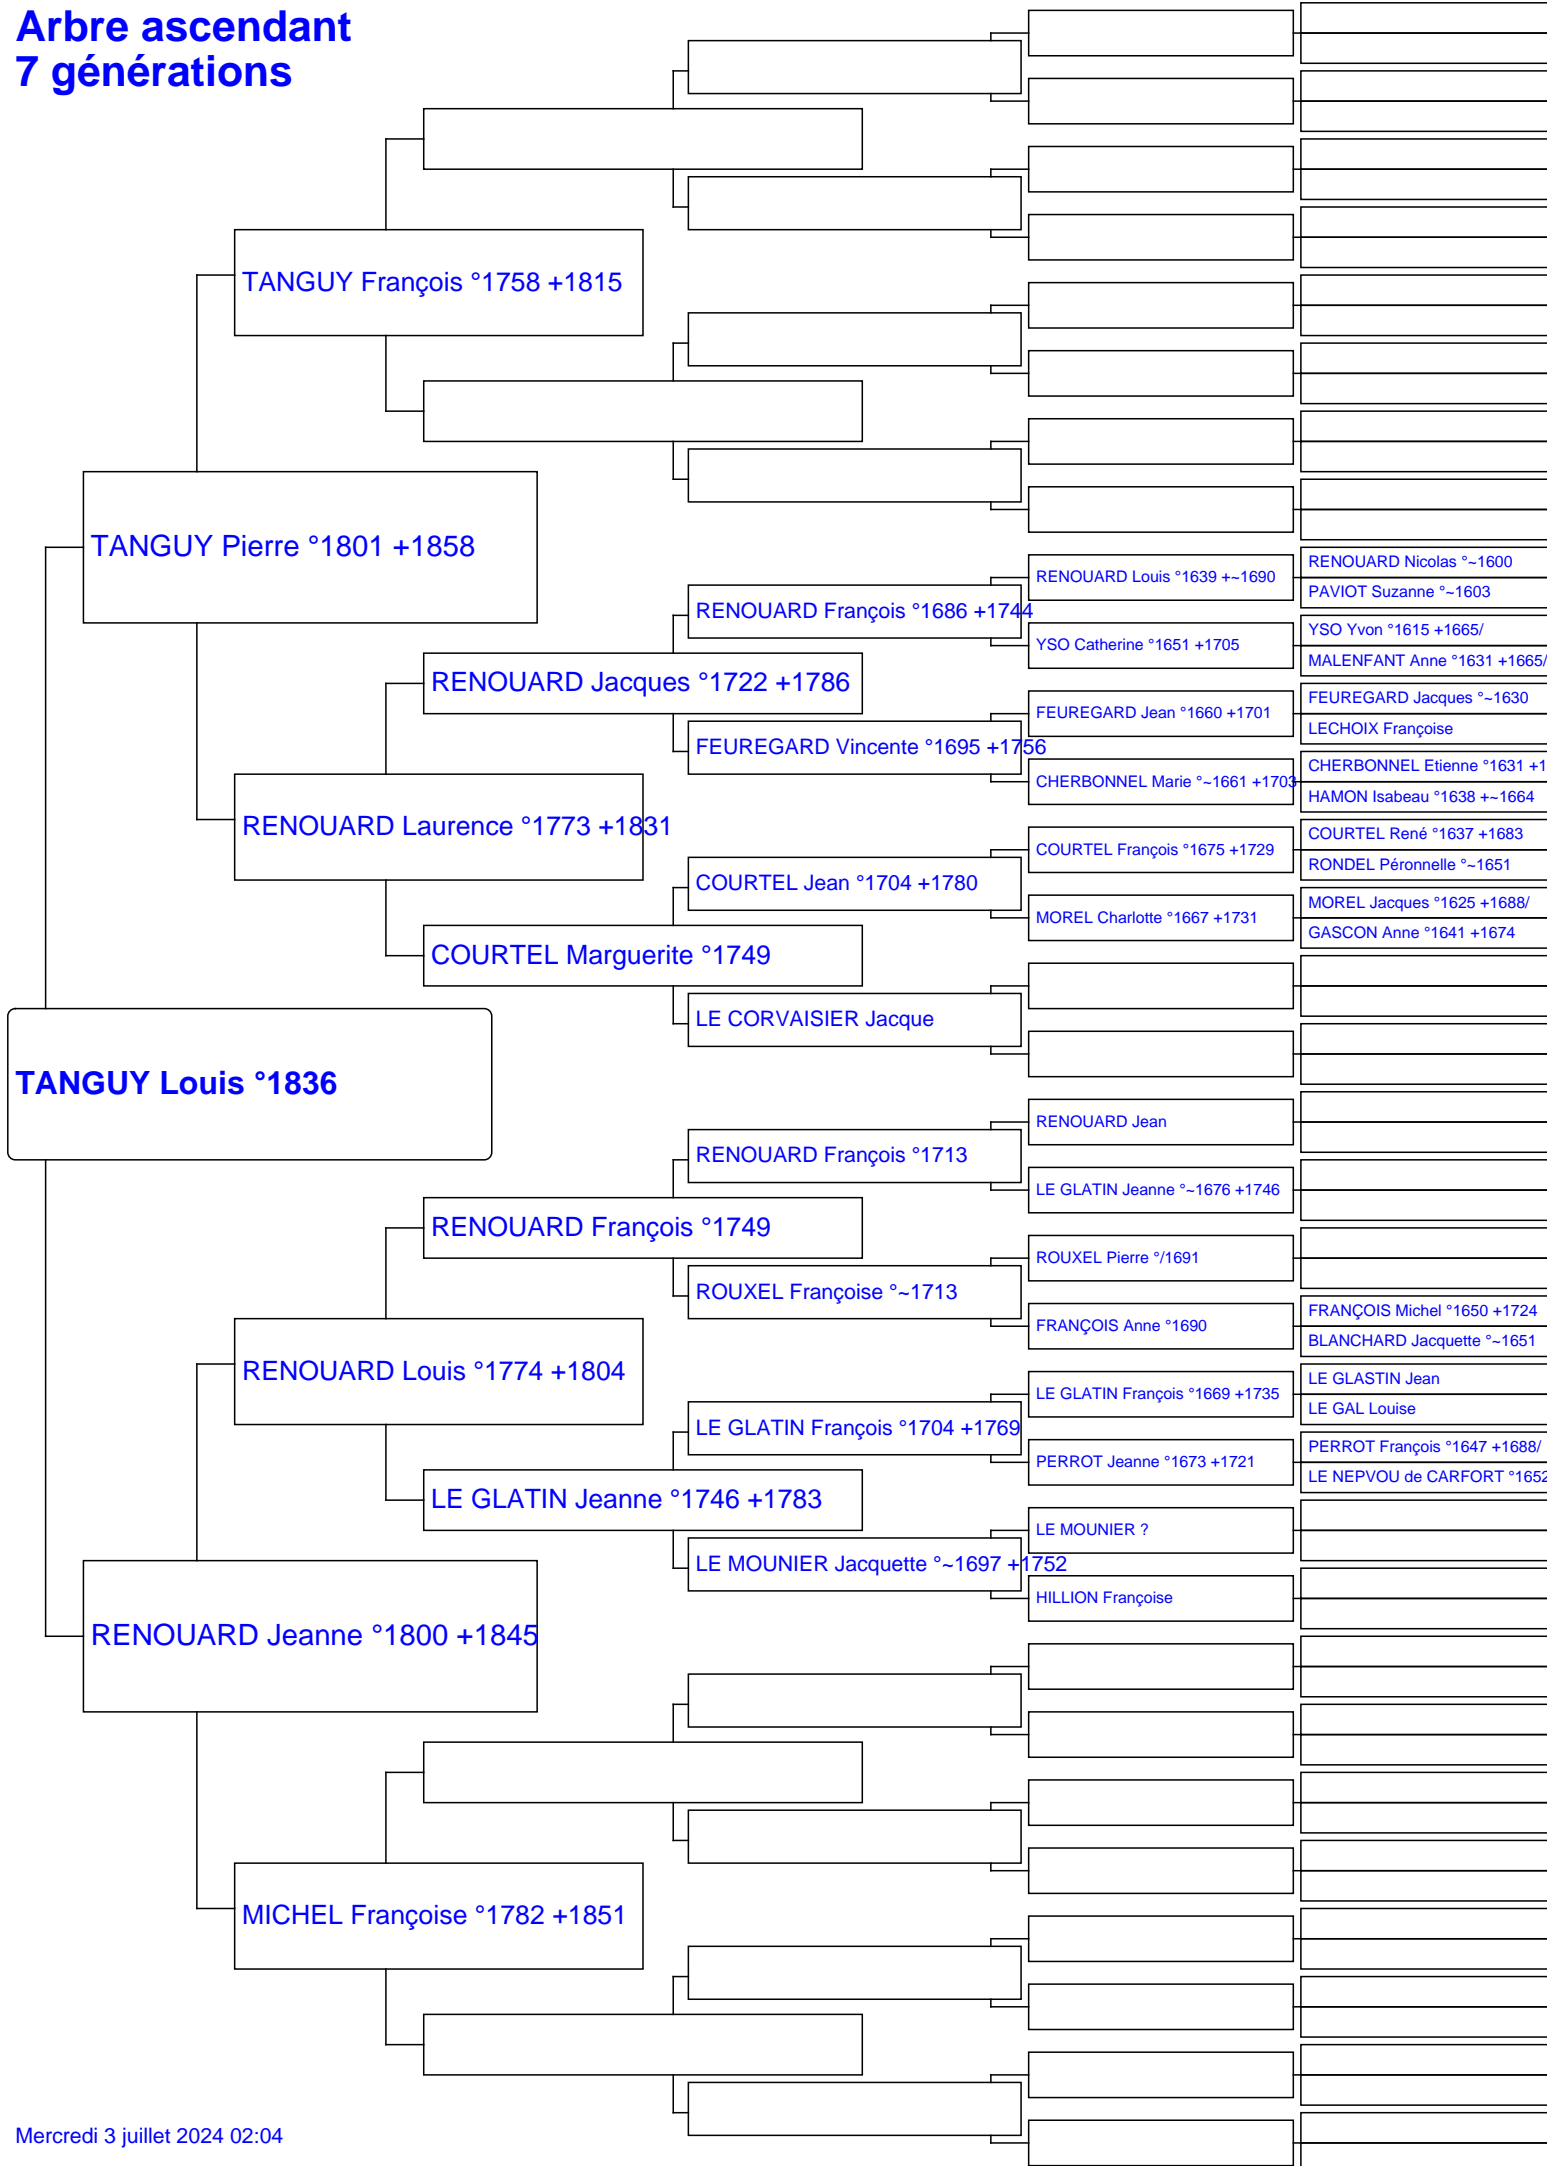 Arbre ascendant
7 générations
TANGUY François °1758 +1815
TANGUY Pierre °1801 +1858
RENOUARD Louis °1639 +~1690
RENOUARD Nicolas °~1600
PAVIOT Suzanne °~1603
RENOUARD François °1686 +1744
YSO Catherine °1651 +1705
YSO Yvon °1615 +1665/
MALENFANT Anne °1631 +1665/
RENOUARD Jacques °1722 +1786
FEUREGARD Jean °1660 +1701
FEUREGARD Jacques °~1630
LECHOIX Françoise
FEUREGARD Vincente °1695 +1756
CHERBONNEL Marie °~1661 +1703
CHERBONNEL Etienne °1631 +1
HAMON Isabeau °1638 +~1664
RENOUARD Laurence °1773 +1831
COURTEL François °1675 +1729
COURTEL René °1637 +1683
RONDEL Péronnelle °~1651
COURTEL Jean °1704 +1780
MOREL Charlotte °1667 +1731
MOREL Jacques °1625 +1688/
GASCON Anne °1641 +1674
COURTEL Marguerite °1749
LE CORVAISIER Jacque
TANGUY Louis °1836
RENOUARD Jean
RENOUARD François °1713
LE GLATIN Jeanne °~1676 +1746
RENOUARD François °1749
ROUXEL Pierre °/1691
ROUXEL Françoise °~1713
FRANÇOIS Anne °1690
FRANÇOIS Michel °1650 +1724
BLANCHARD Jacquette °~1651
RENOUARD Louis °1774 +1804
LE GLATIN François °1669 +1735
LE GLASTIN Jean
LE GAL Louise
LE GLATIN François °1704 +1769
PERROT Jeanne °1673 +1721
PERROT François °1647 +1688/
LE NEPVOU de CARFORT °1652
LE GLATIN Jeanne °1746 +1783
LE MOUNIER ?
LE MOUNIER Jacquette °~1697 +1752
HILLION Françoise
RENOUARD Jeanne °1800 +1845
MICHEL Françoise °1782 +1851
Mercredi 3 juillet 2024 02:04